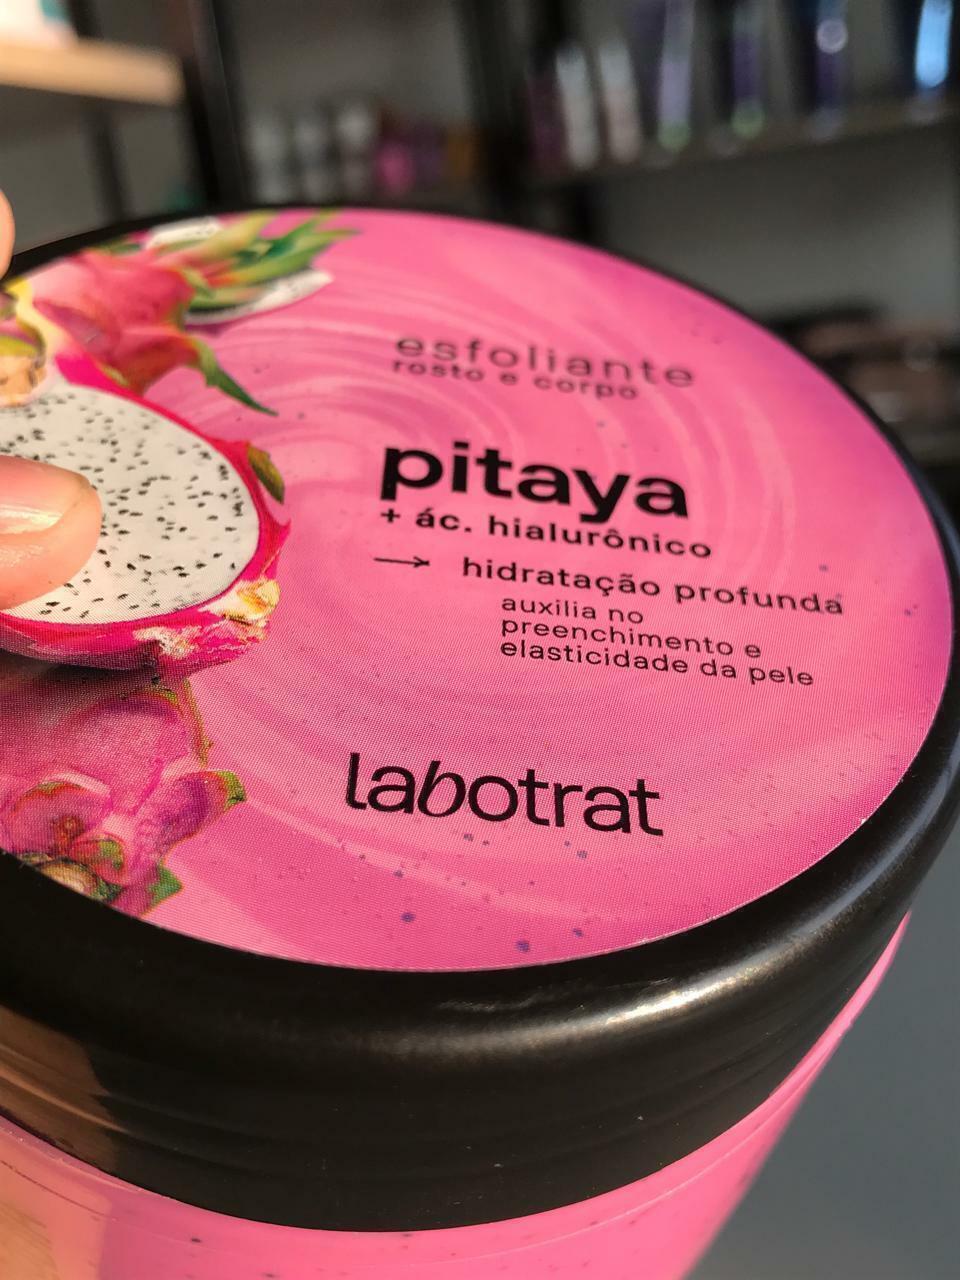 esfoliante
rosto e corpo
pitaya
+ ác. hialurônico
→ hidratação profunda
auxilia no
preenchimento e
elasticidade da pele
labotrat